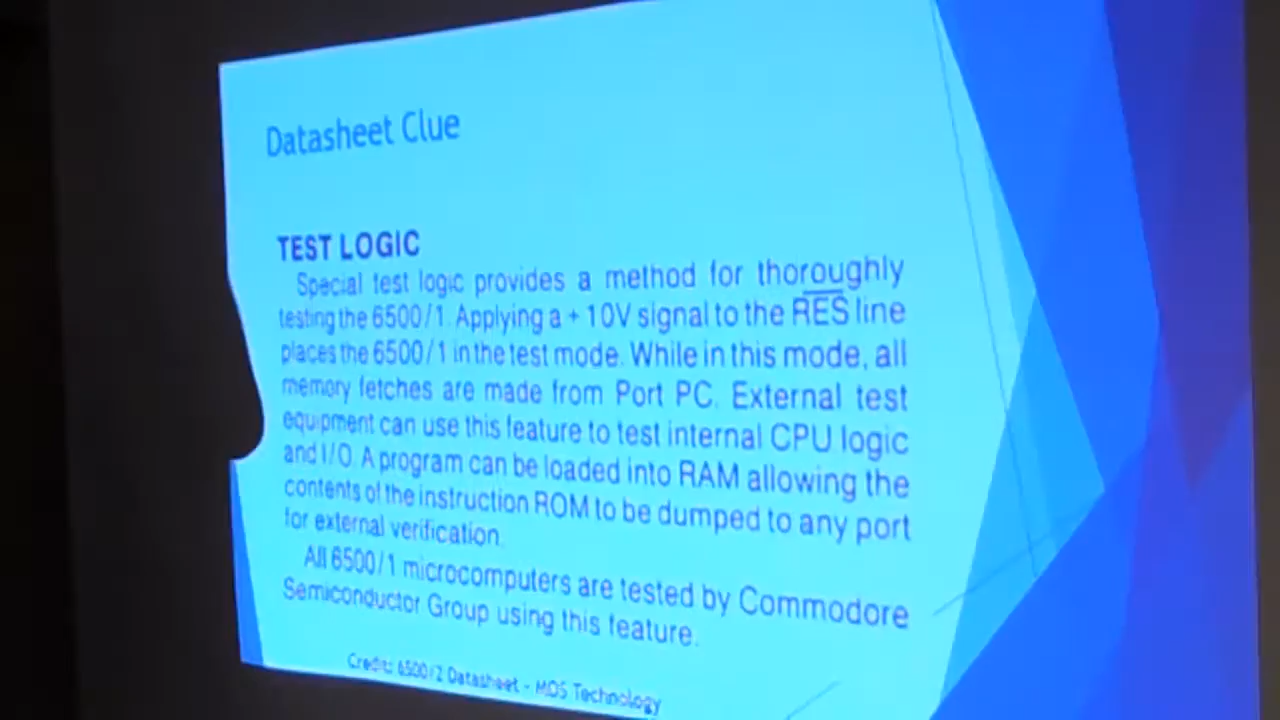 Datasheet Clue
TEST LOGIC
Special test logic provides a method for thoroughly
testing the 6500/1. Applying a +10V signal to the R̅E̅S̅ line
places the 6500/1 in the test mode. While in this mode, all
memory fetches are made from Port PC. External test
equipment can use this feature to test internal CPU logic
and I/O. A program can be loaded into RAM allowing the
contents of the instruction ROM to be dumped to any port
for external verification.
All 6500/1 microcomputers are tested by Commodore
Semiconductor Group using this feature.
Credit: 6500/2 Datasheet - MOS Technology